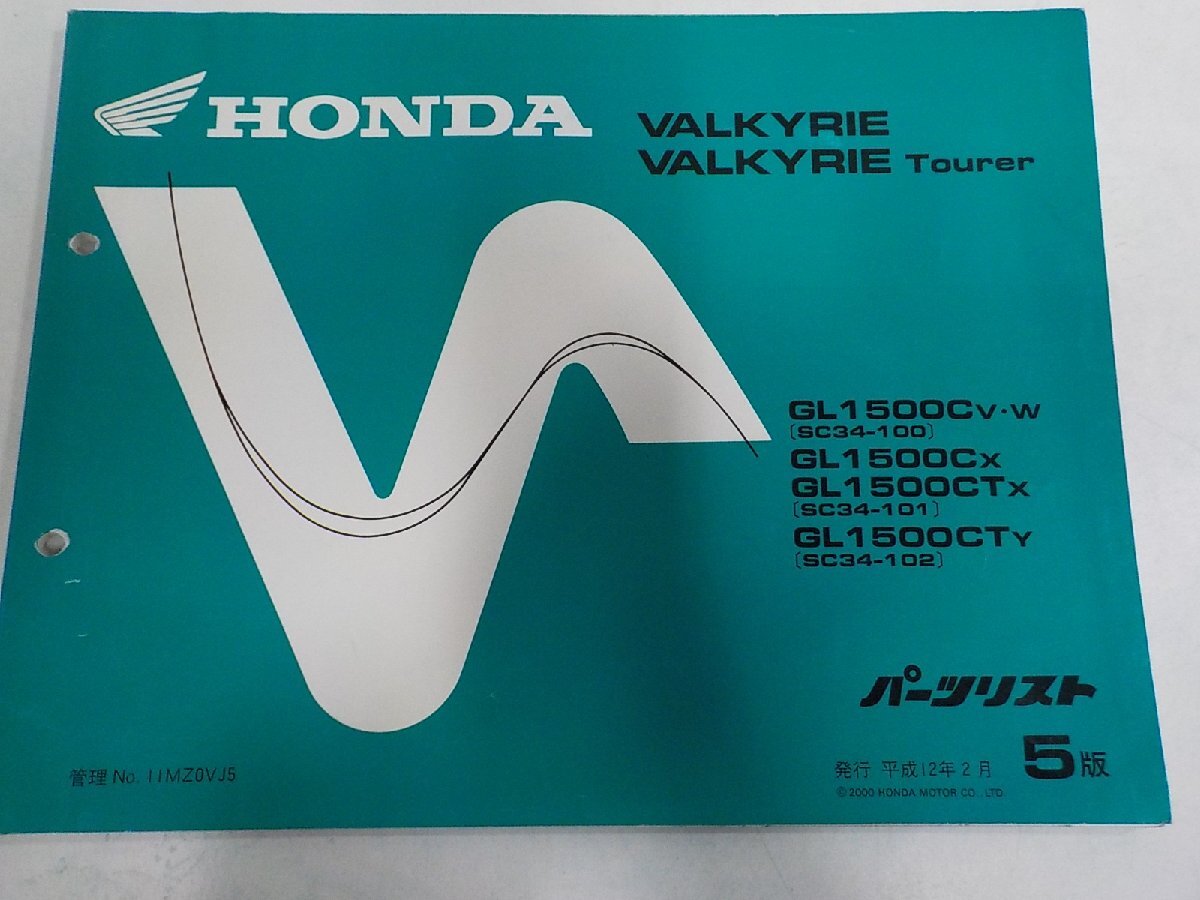 HONDA
VALKYRIE
VALKYRIE Tourer
GL1500CV・W
〔SC34-100〕
GL1500CX
GL1500CTX
〔SC34-101〕
GL1500CTY
〔SC34-102〕
パーツリスト
管理 No. 11MZ0VJ5
発行 平成12年2月 5版
©2000 HONDA MOTOR CO., LTD.